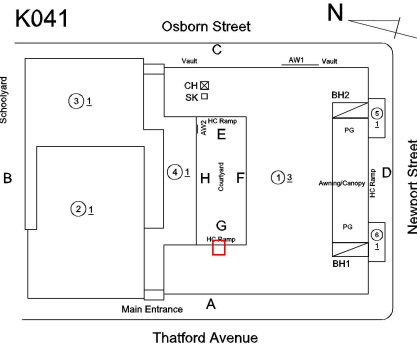 K041
N
Osborn Street
C
Vault
AW1
Vault
CH
SK
BH2
Schoolyard
3 1
AW2
HC Ramp
E
5
1
PG
B
4 1
H
Courtyard
F
1 3
Awning/Canopy
HC Ramp
D
Newport Street
2 1
G
HC Ramp
PG
6
1
BH1
Main Entrance
A
Thatford Avenue